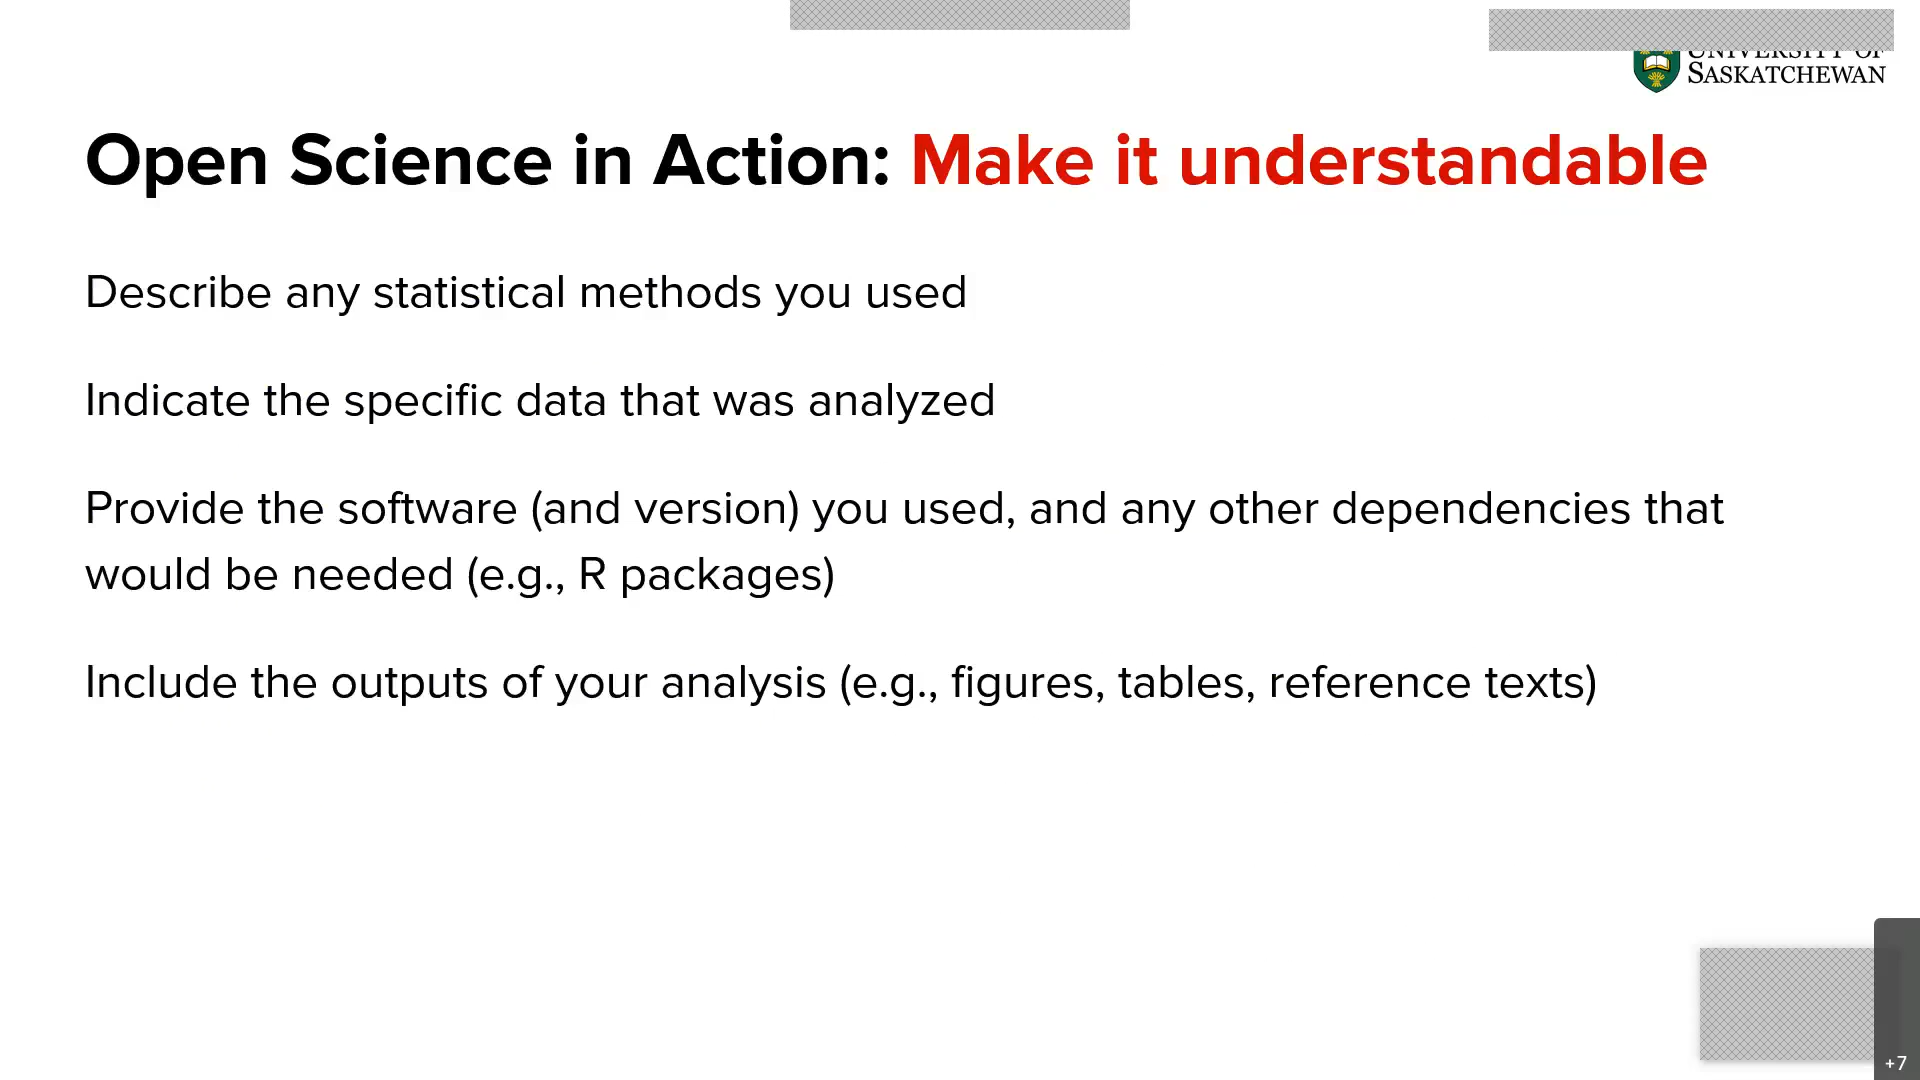 UNIVERSITY OF
SASKATCHEWAN
Open Science in Action: Make it understandable
Describe any statistical methods you used
Indicate the specific data that was analyzed
Provide the software (and version) you used, and any other dependencies that
would be needed (e.g., R packages)
Include the outputs of your analysis (e.g., figures, tables, reference texts)
+7